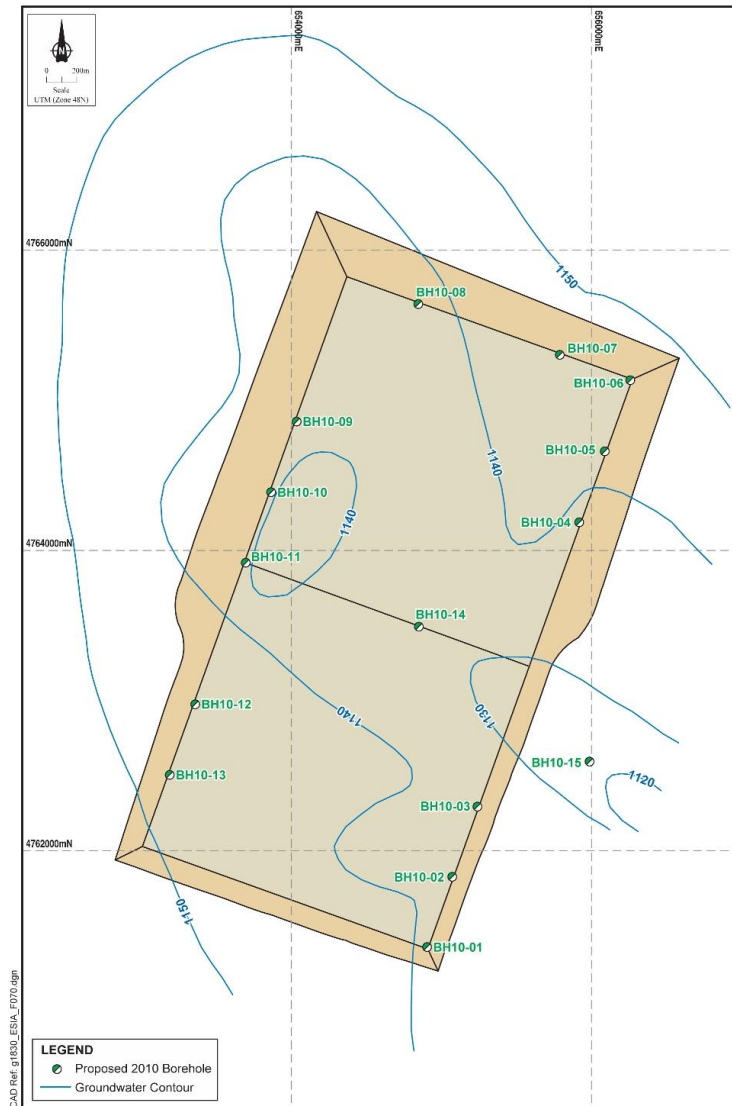 654000mE
656000mE
N
0 200m
Scale
UTM (Zone 48N)
4766000mN
1150
BH10-08
BH10-07
BH10-06
BH10-09
BH10-05
1140
BH10-10
1140
BH10-04
4764000mN
BH10-11
BH10-14
BH10-12
1140
1130
BH10-15
1120
BH10-13
BH10-03
4762000mN
BH10-02
1150
BH10-01
CAD Ref: g1830_ESIA_F070.dgn
LEGEND
Proposed 2010 Borehole
Groundwater Contour